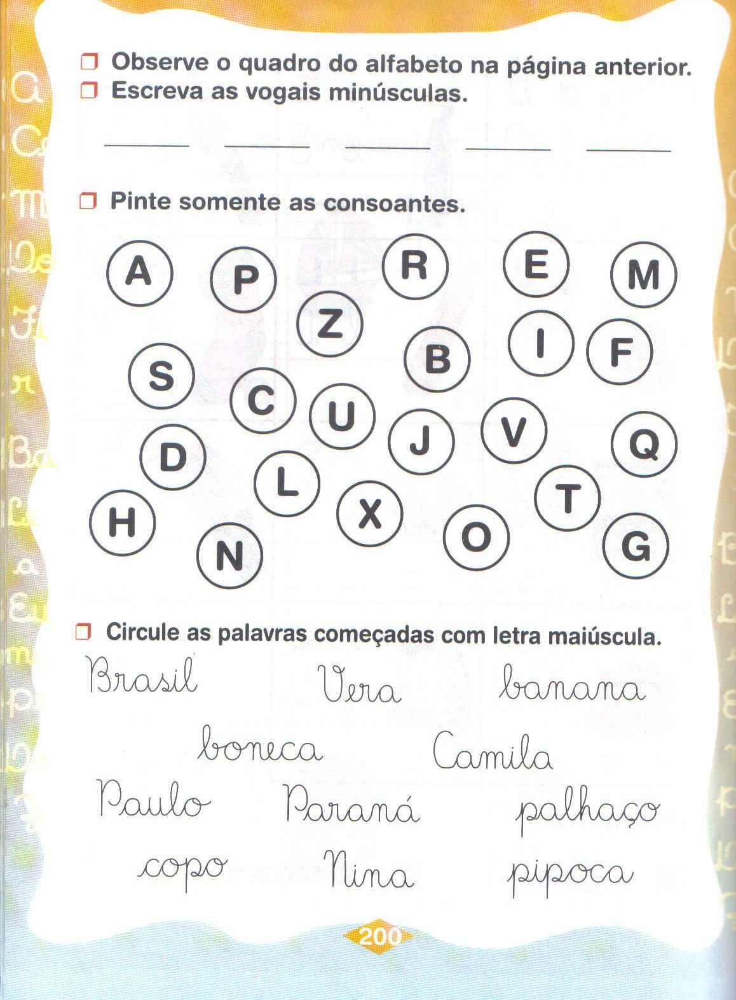 Observe o quadro do alfabeto na página anterior.
Escreva as vogais minúsculas.
Pinte somente as consoantes.
A P R E M
Z B I F
S C U J V Q
D L X T
H N O G
Circule as palavras começadas com letra maiúscula.
Brasil Vera banana
boneca Camila
Paulo Paraná palhaço
copo Nina pipoca
200